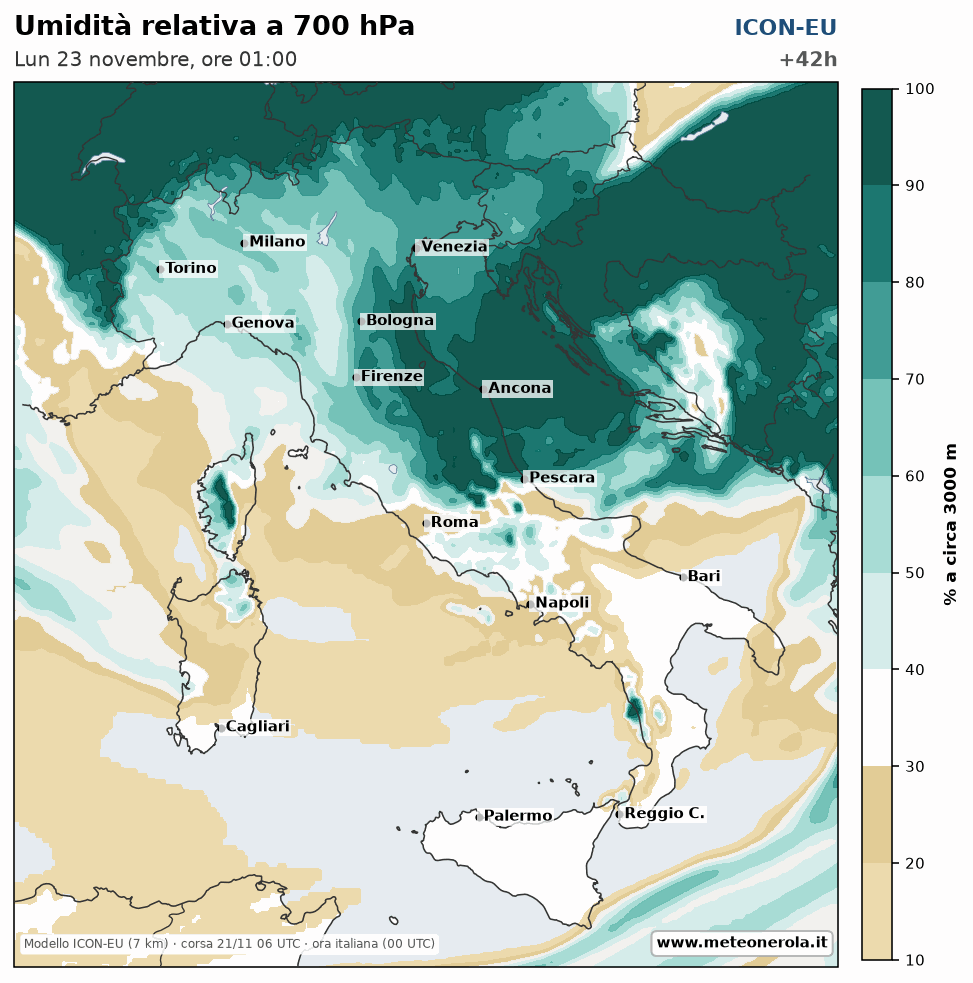 Umidità relativa a 700 hPa
ICON-EU
Lun 23 novembre, ore 01:00
+42h
Milano
Venezia
Torino
Genova
Bologna
Firenze
Ancona
Pescara
Roma
Bari
Napoli
Cagliari
Palermo
Reggio C.
100
90
80
70
60
50
40
30
20
10
% a circa 3000 m
Modello ICON-EU (7 km) · corsa 21/11 06 UTC · ora italiana (00 UTC)
www.meteonerola.it